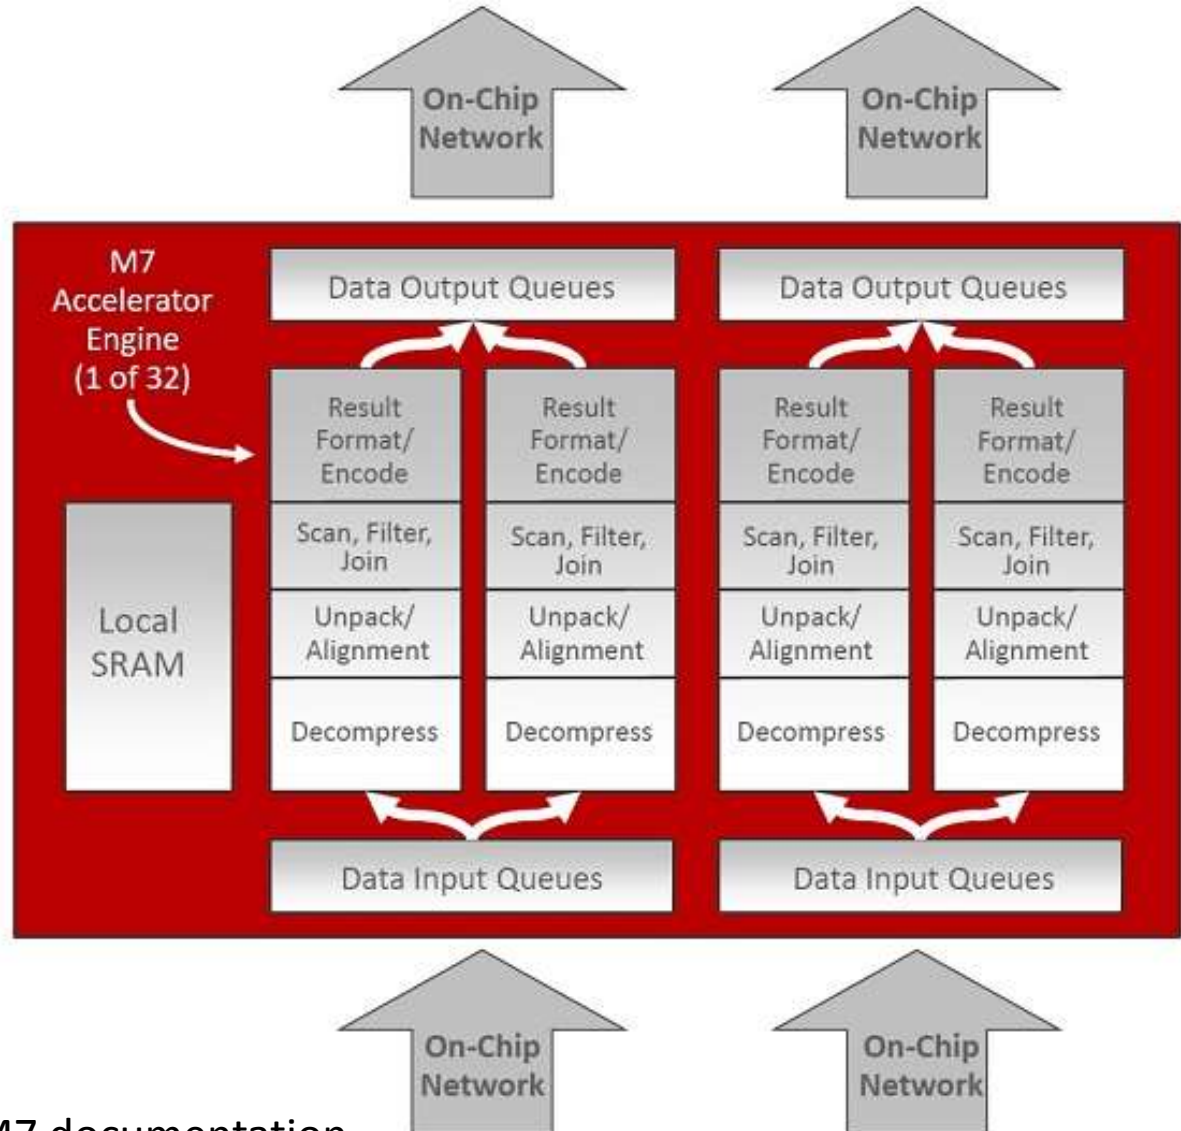 On-Chip
Network
On-Chip
Network
M7
Accelerator
Engine
(1 of 32)
Data Output Queues
Data Output Queues
Result
Format/
Encode
Result
Format/
Encode
Result
Format/
Encode
Result
Format/
Encode
Scan, Filter,
Join
Scan, Filter,
Join
Scan, Filter,
Join
Scan, Filter,
Join
Local
SRAM
Unpack/
Alignment
Unpack/
Alignment
Unpack/
Alignment
Unpack/
Alignment
Decompress
Decompress
Decompress
Decompress
Data Input Queues
Data Input Queues
On-Chip
Network
On-Chip
Network
M7 documentation